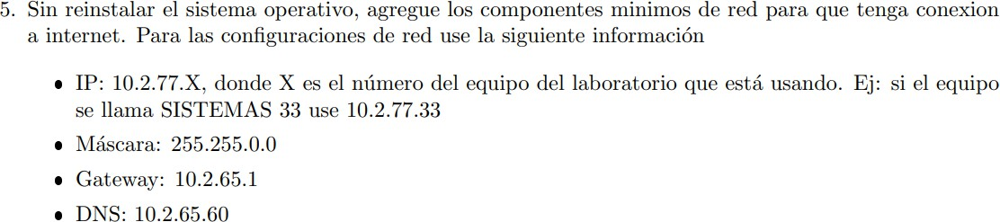 5. Sin reinstalar el sistema operativo, agregue los componentes minimos de red para que tenga conexion
a internet. Para las configuraciones de red use la siguiente información
• IP: 10.2.77.X, donde X es el número del equipo del laboratorio que está usando. Ej: si el equipo
se llama SISTEMAS 33 use 10.2.77.33
• Máscara: 255.255.0.0
• Gateway: 10.2.65.1
• DNS: 10.2.65.60